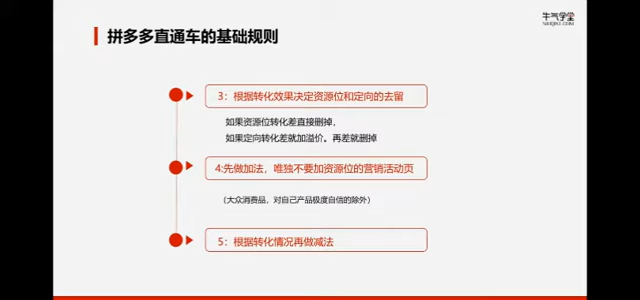 牛气学堂
NIUQIXT.COM
拼多多直通车的基础规则
3：根据转化效果决定资源位和定向的去留
如果资源位转化差直接删掉，
如果定向转化差就加溢价。再差就删掉
4:先做加法，唯独不要加资源位的营销活动页
（大众消费品，对自己产品极度自信的除外）
5：根据转化情况再做减法